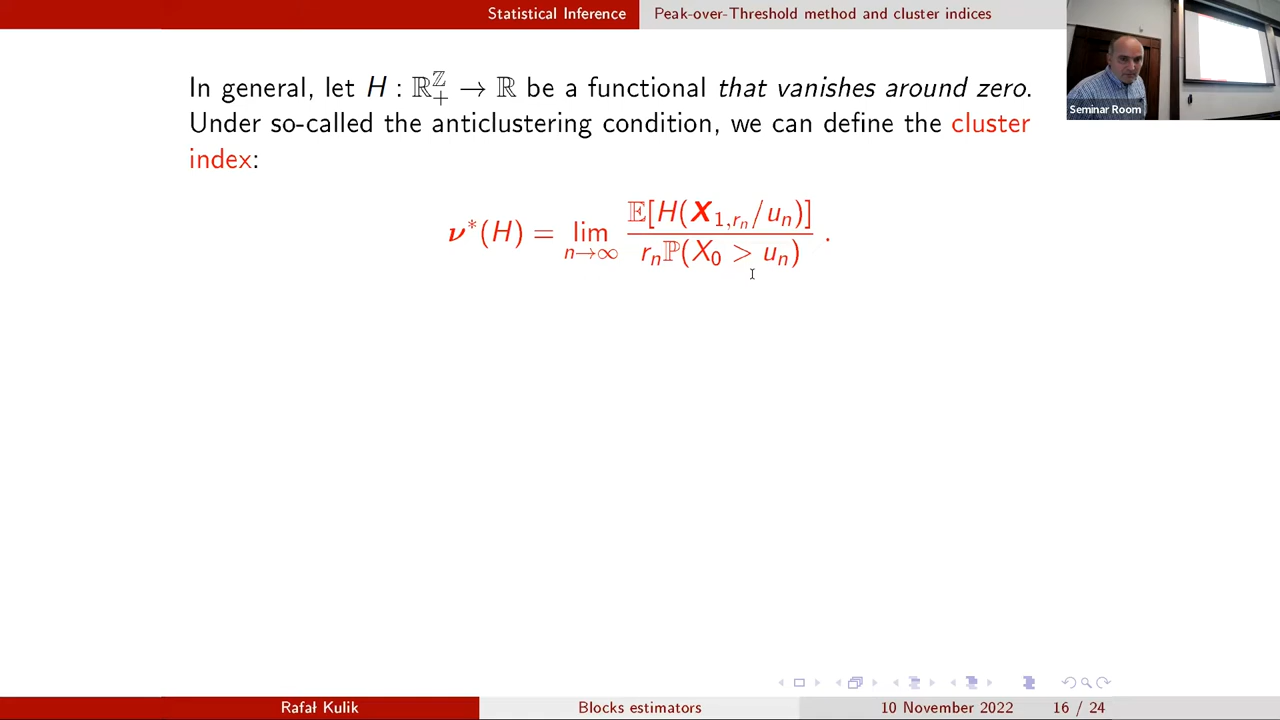 Statistical Inference Peak-over-Threshold method and cluster indices
In general, let H : ℝ₊^ℤ → ℝ be a functional that vanishes around zero.
Under so-called the anticlustering condition, we can define the cluster
index:
ν*(H) = lim_{n→∞} 𝔼[H(X_{1,r_n}/u_n)] / r_nℙ(X_0 > u_n) .
Seminar Room
Rafał Kulik Blocks estimators 10 November 2022 16 / 24